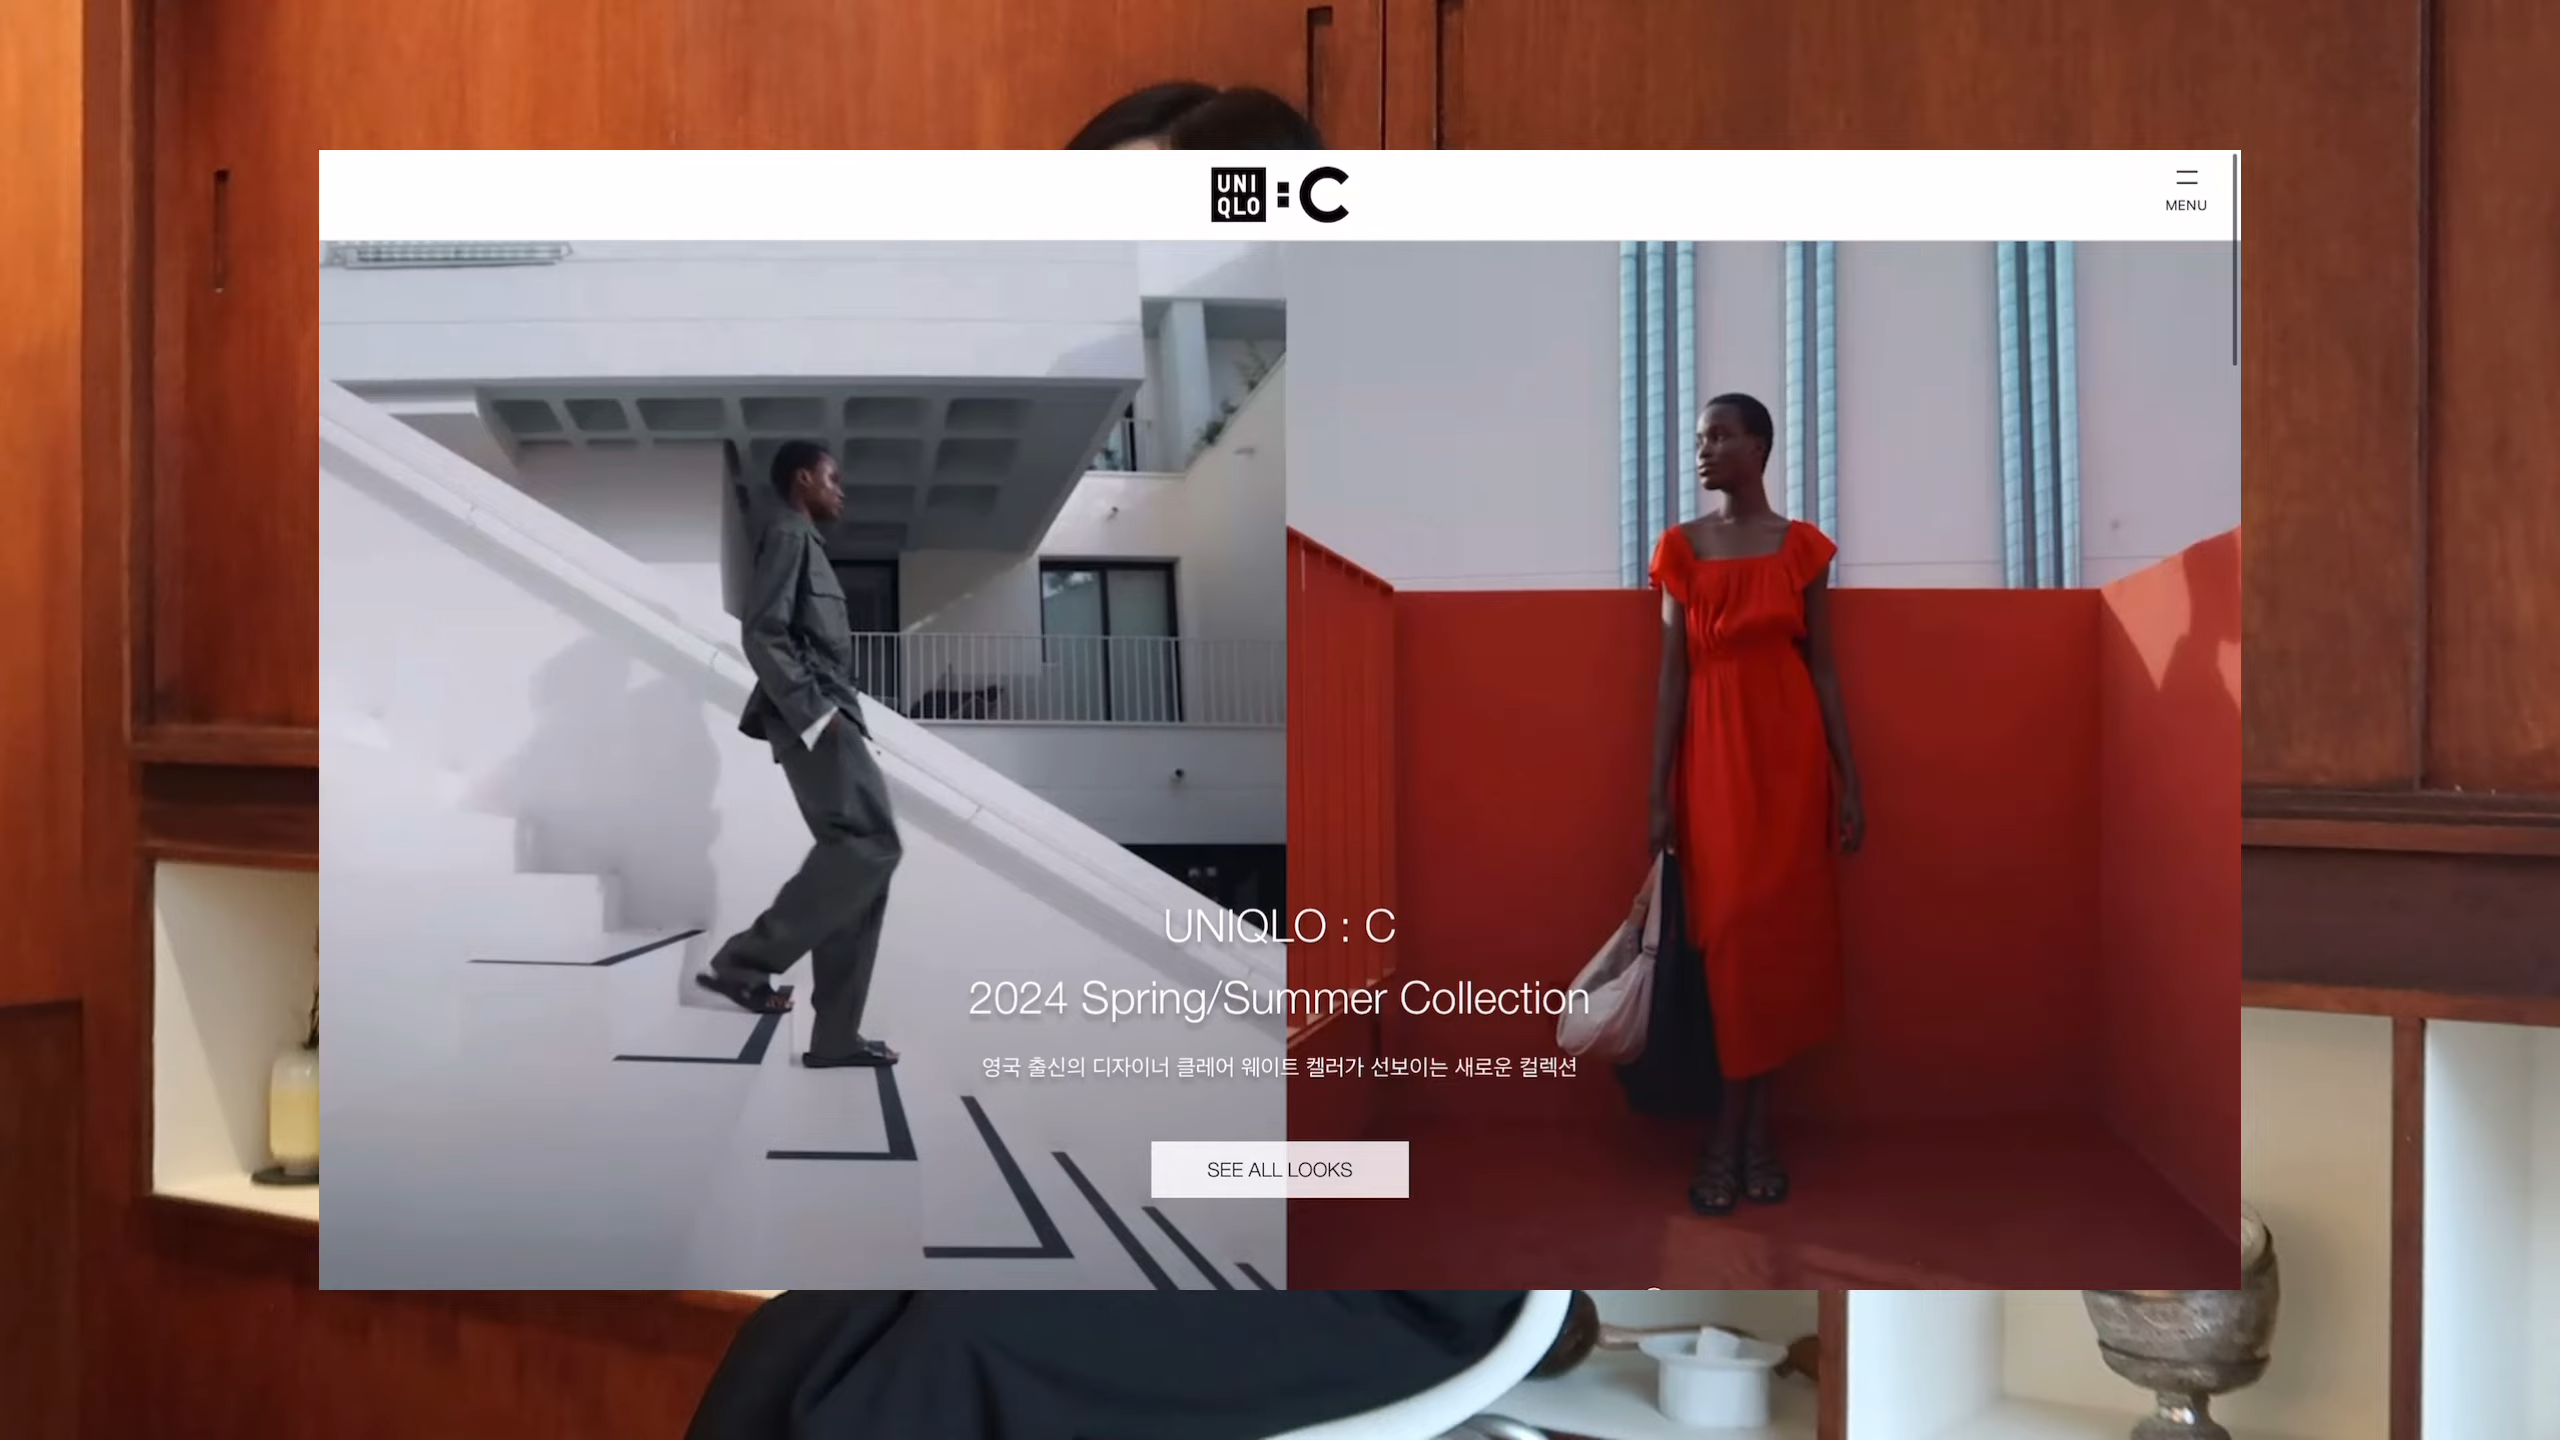 UNI
QLO : C
MENU
UNIQLO : C
2024 Spring/Summer Collection
영국 출신의 디자이너 클레어 웨이트 켈러가 선보이는 새로운 컬렉션
SEE ALL LOOKS